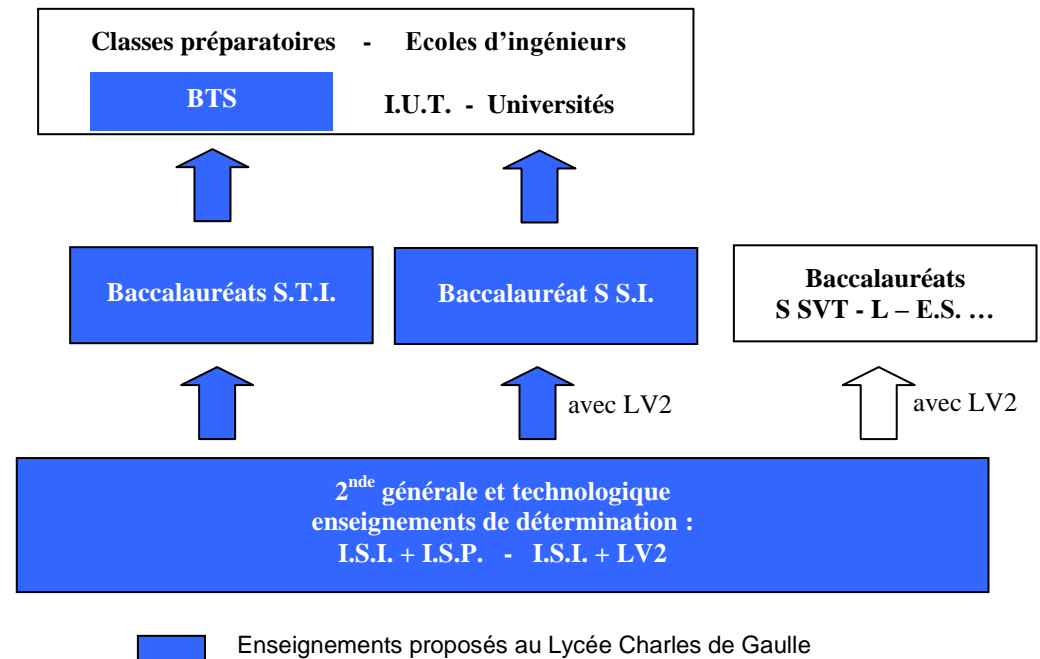 Classes préparatoires - Ecoles d'ingénieurs
BTS
I.U.T. - Universités
Baccalauréats S.T.I.
Baccalauréat S S.I.
Baccalauréats
S SVT - L – E.S. …
avec LV2
avec LV2
2nde générale et technologique
enseignements de détermination :
I.S.I. + I.S.P. - I.S.I. + LV2
Enseignements proposés au Lycée Charles de Gaulle